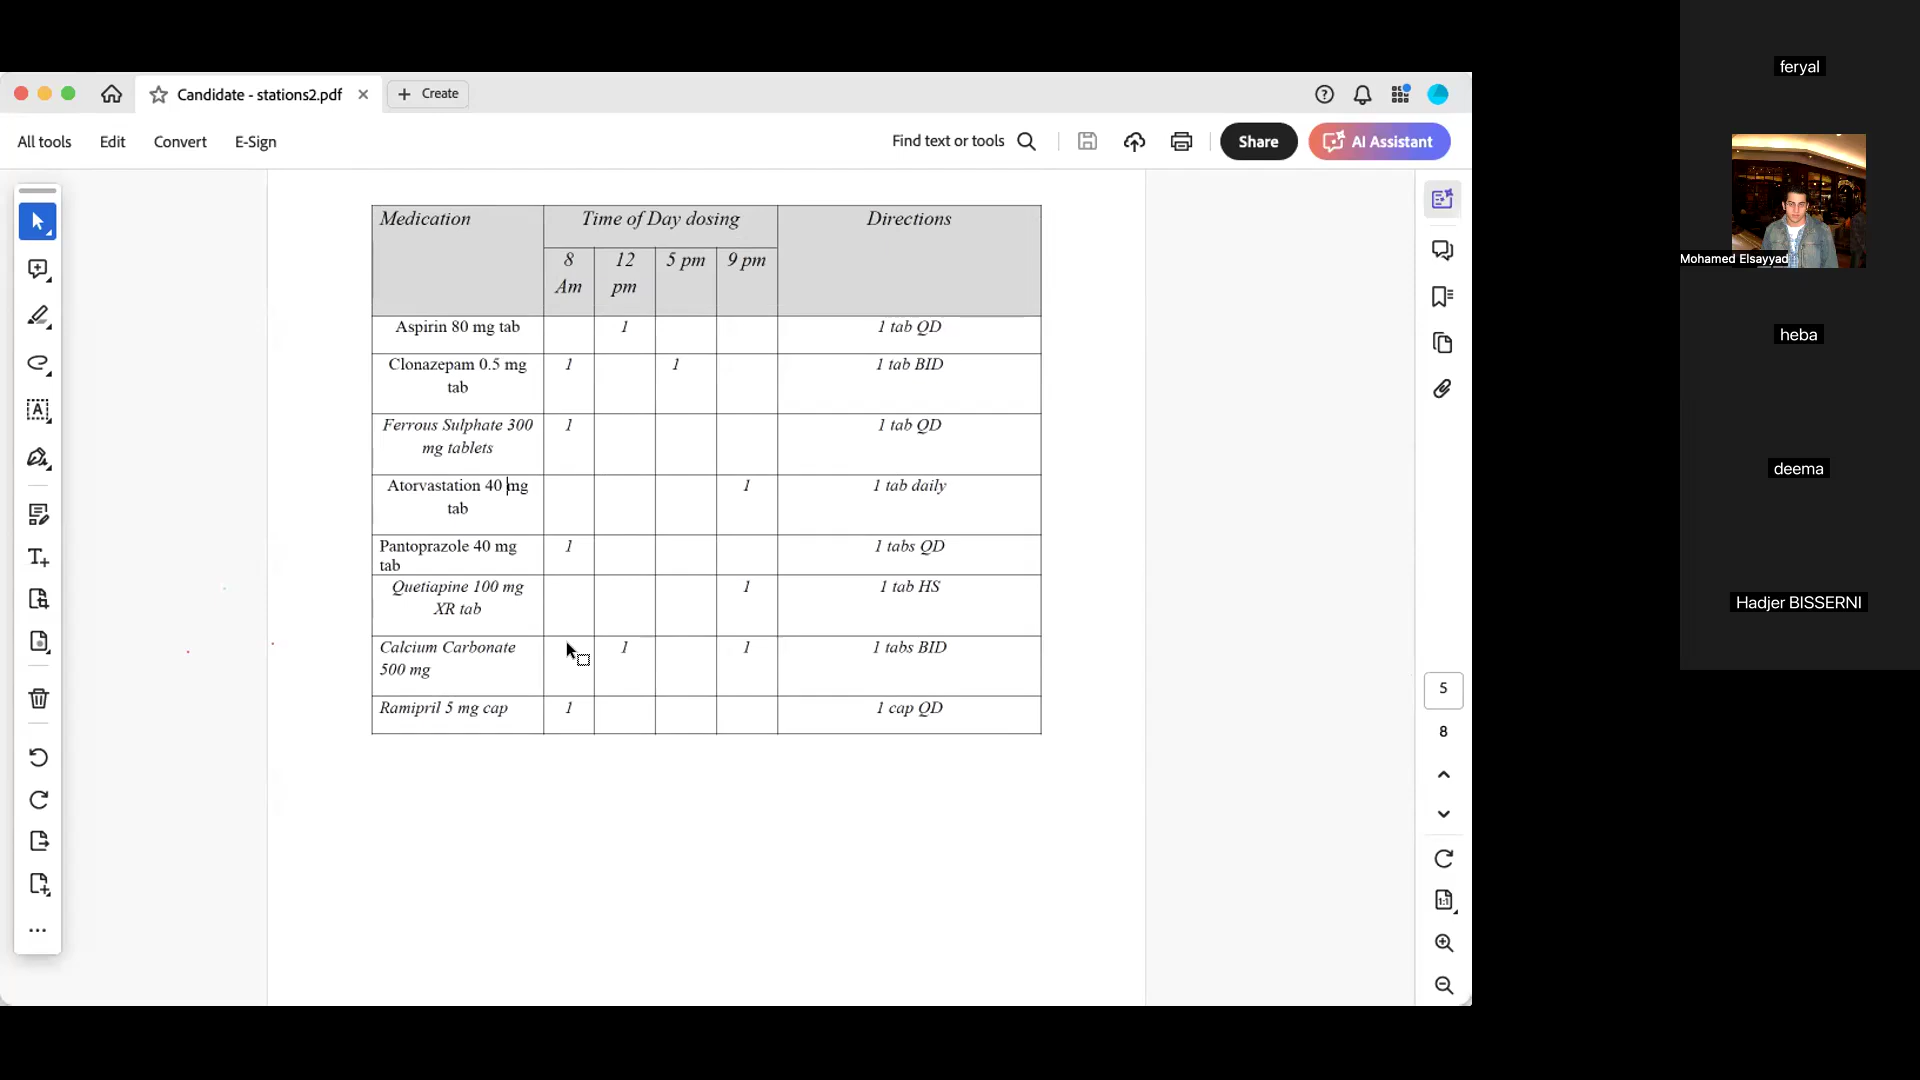 Candidate - stations2.pdf
Create
All tools Edit Convert E-Sign
Find text or tools
Share
AI Assistant
Medication Time of Day dosing Directions
8 Am 12 pm 5 pm 9 pm
Aspirin 80 mg tab 1 1 tab QD
Clonazepam 0.5 mg tab 1 1 1 tab BID
Ferrous Sulphate 300 mg tablets 1 1 tab QD
Atorvastation 40 mg tab 1 1 tab daily
Pantoprazole 40 mg tab 1 1 tabs QD
Quetiapine 100 mg XR tab 1 1 tab HS
Calcium Carbonate 500 mg 1 1 1 tabs BID
Ramipril 5 mg cap 1 1 cap QD
5
8
1:1
feryal
Mohamed Elsayyad
heba
deema
Hadjer BISSERNI